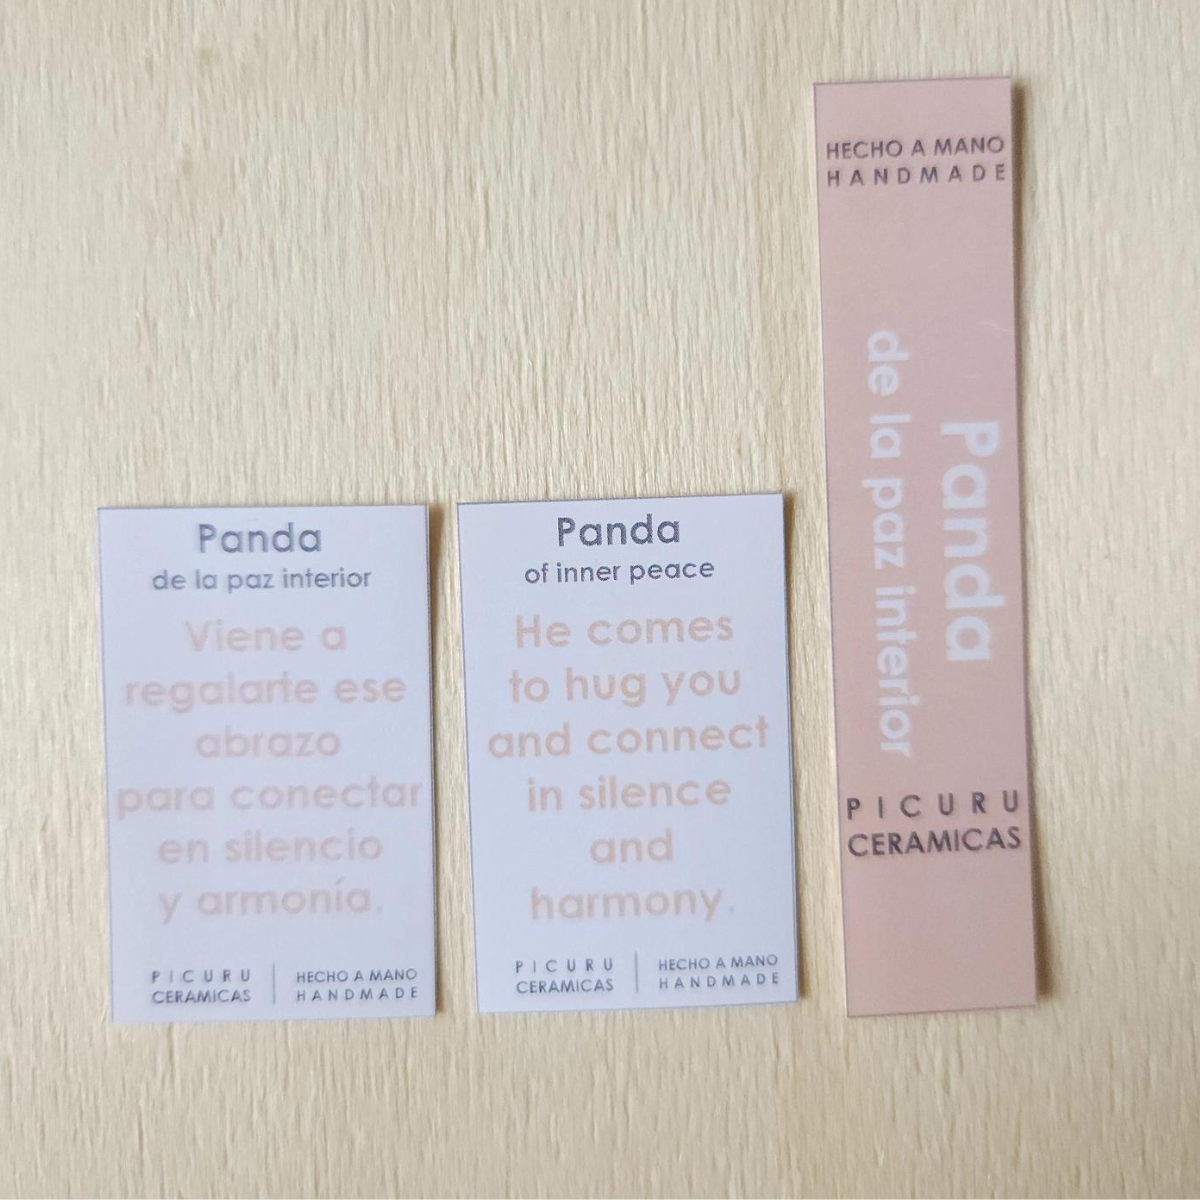 Panda
de la paz interior
Viene a
regalarte ese
abrazo
para conectar
en silencio
y armonía.
PICURU
CERAMICAS
HECHO A MANO
HANDMADE
Panda
of inner peace
He comes
to hug you
and connect
in silence
and
harmony.
PICURU
CERAMICAS
HECHO A MANO
HANDMADE
HECHO A MANO
HANDMADE
Panda
de la paz interior
PICURU
CERAMICAS